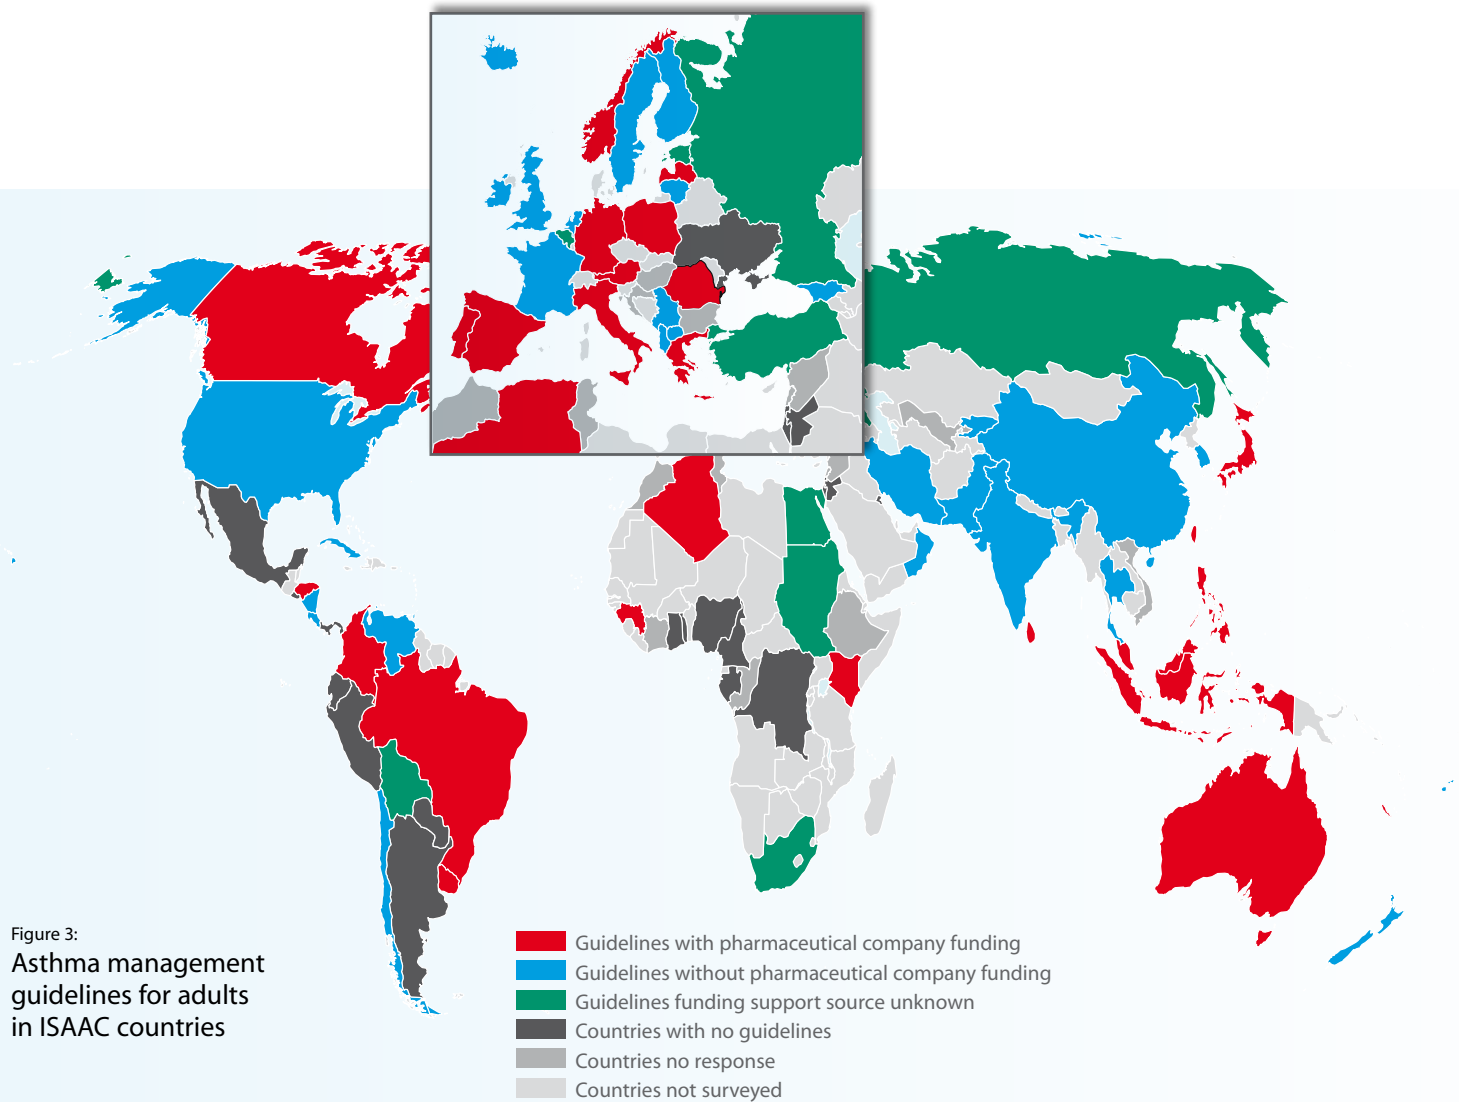 Figure 3:
Asthma management
guidelines for adults
in ISAAC countries
Guidelines with pharmaceutical company funding
Guidelines without pharmaceutical company funding
Guidelines funding support source unknown
Countries with no guidelines
Countries no response
Countries not surveyed